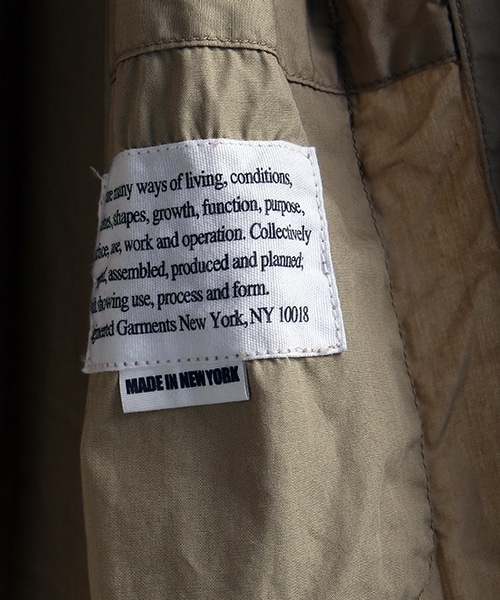 many ways of living, conditions,
shapes, growth, function, purpose,
use, work and operation. Collectively
assembled, produced and planned;
showing use, process and form.
Garments New York, NY 10018
MADE IN NEW YORK